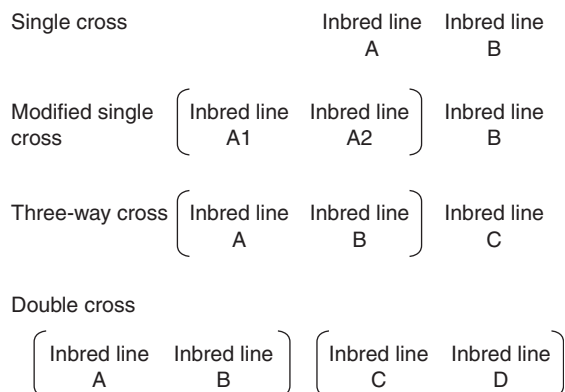 Single cross Inbred line Inbred line
A B
Modified single Inbred line Inbred line Inbred line
cross A1 A2 B
Three-way cross Inbred line Inbred line Inbred line
A B C
Double cross
Inbred line Inbred line Inbred line Inbred line
A B C D